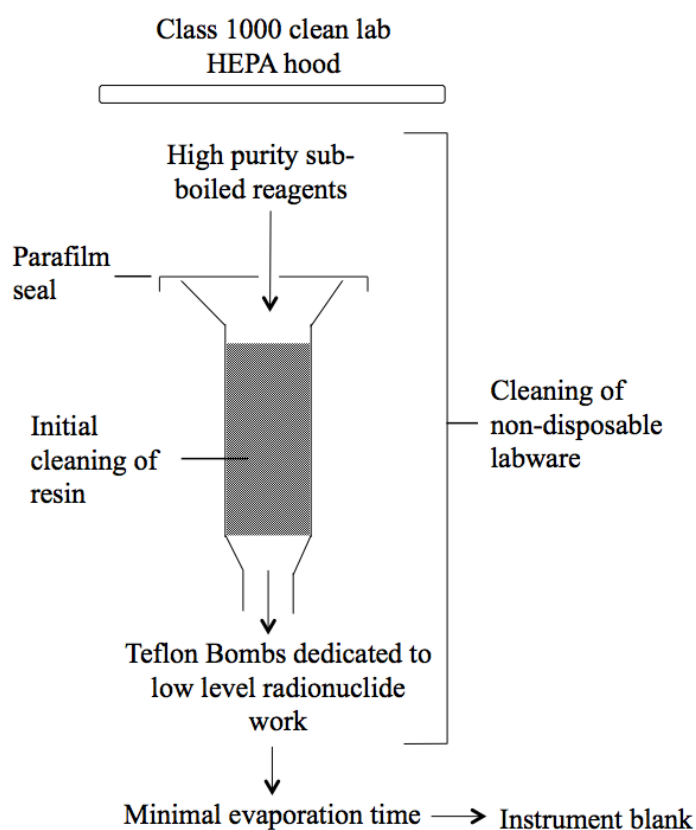 Class 1000 clean lab
HEPA hood
High purity sub-
boiled reagents
Parafilm
seal
Initial
cleaning of
resin
Cleaning of
non-disposable
labware
Teflon Bombs dedicated to
low level radionuclide
work
Minimal evaporation time
Instrument blank